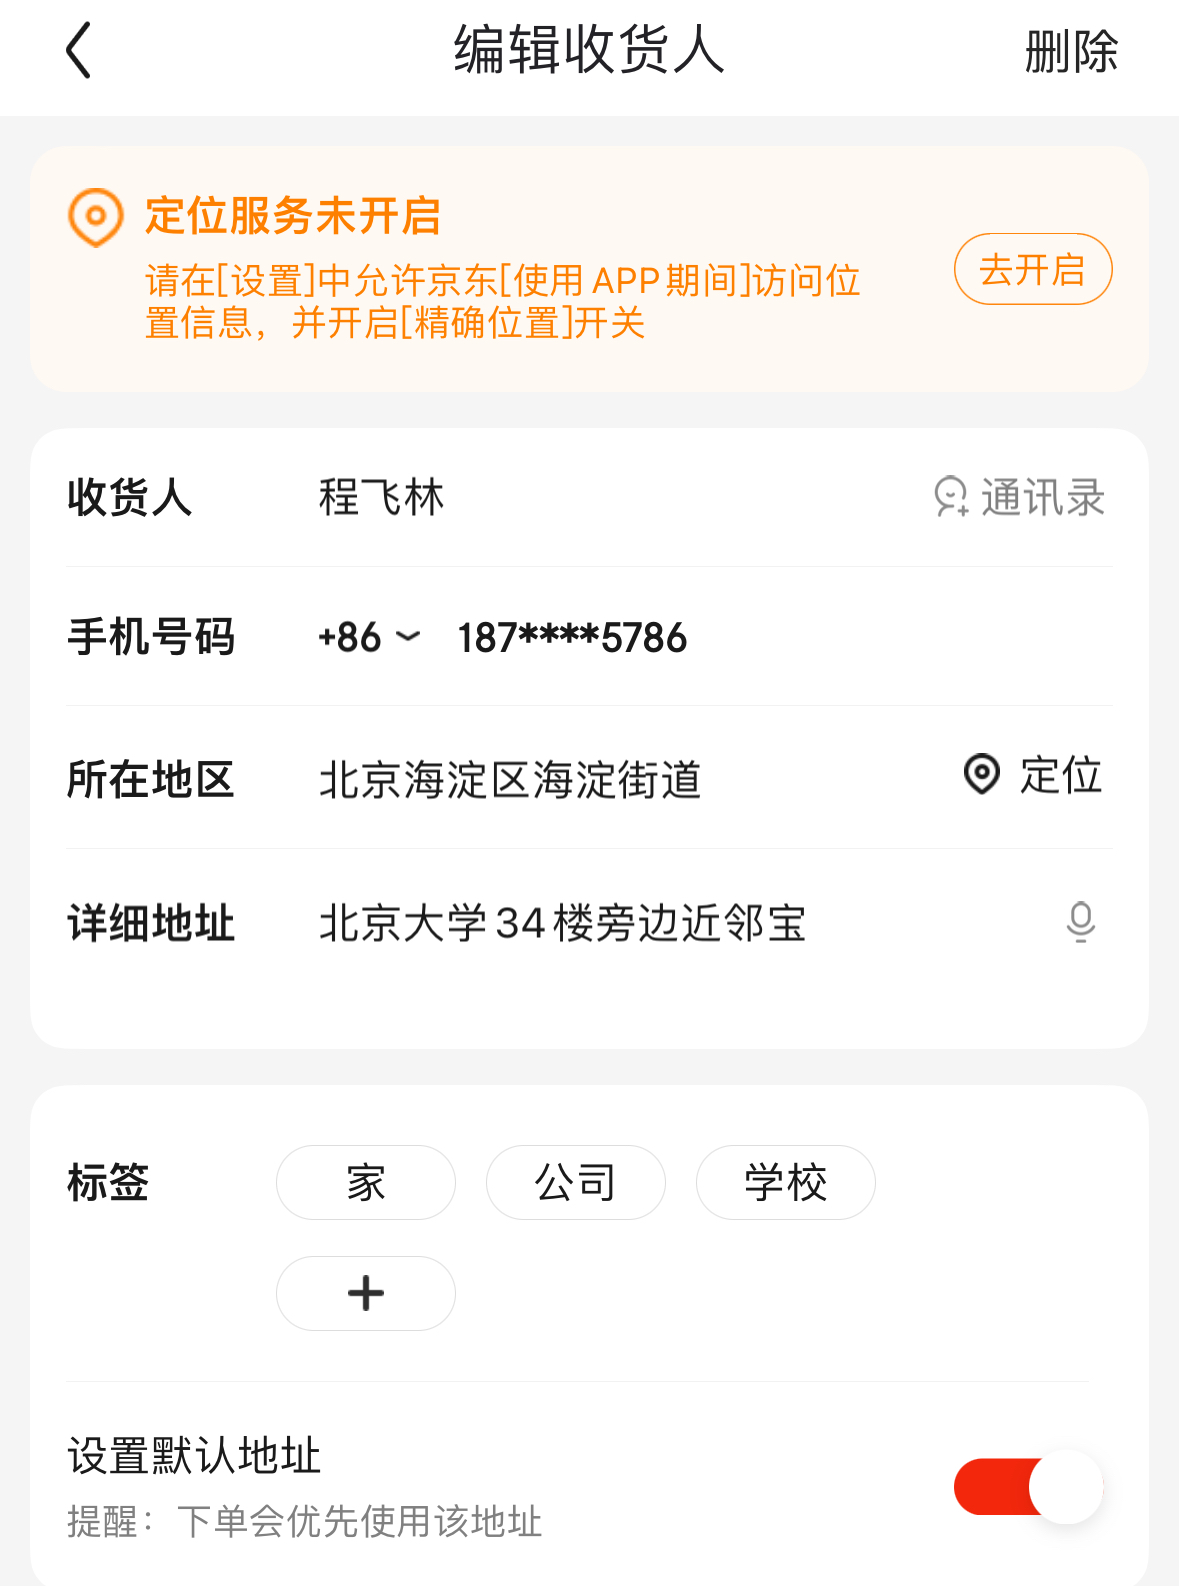 编辑收货人 删除
定位服务未开启
请在[设置]中允许京东[使用APP期间]访问位
置信息，并开启[精确位置]开关
去开启
收货人 程飞林 通讯录
手机号码 +86 187****5786
所在地区 北京海淀区海淀街道 定位
详细地址 北京大学34楼旁边近邻宝
标签 家 公司 学校
+
设置默认地址
提醒：下单会优先使用该地址